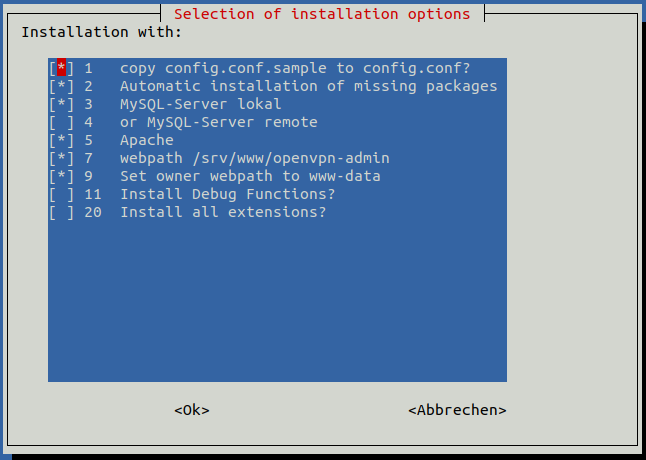 Selection of installation options
Installation with:
[*] 1 copy config.conf.sample to config.conf?
[*] 2 Automatic installation of missing packages
[*] 3 MySQL-Server lokal
[ ] 4 or MySQL-Server remote
[*] 5 Apache
[*] 7 webpath /srv/www/openvpn-admin
[*] 9 Set owner webpath to www-data
[ ] 11 Install Debug Functions?
[ ] 20 Install all extensions?
<Ok> <Abbrechen>